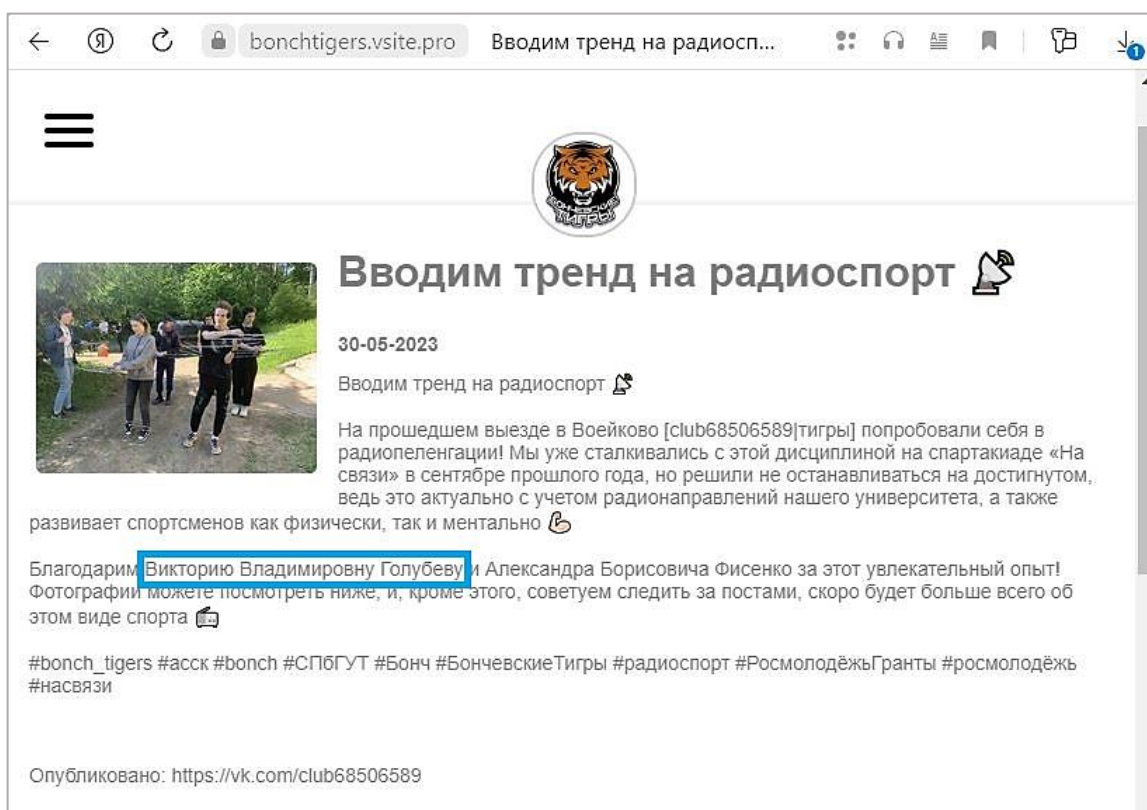 bonchtigers.vsite.pro Вводим тренд на радиосп...
1
БОНЧЕВСКИЕ
ТИГРЫ
Вводим тренд на радиоспорт
30-05-2023
Вводим тренд на радиоспорт
На прошедшем выезде в Воейково [club68506589|тигры] попробовали себя в
радиопеленгации! Мы уже сталкивались с этой дисциплиной на спартакиаде «На
связи» в сентябре прошлого года, но решили не останавливаться на достигнутом,
ведь это актуально с учетом радионаправлений нашего университета, а также
развивает спортсменов как физически, так и ментально
Благодарим Викторию Владимировну Голубеву и Александра Борисовича Фисенко за этот увлекательный опыт!
Фотографии можете посмотреть ниже, и, кроме этого, советуем следить за постами, скоро будет больше всего об
этом виде спорта
#bonch_tigers #асск #bonch #СПбГУТ #Бонч #БончевскиеТигры #радиоспорт #РосмолодёжьГранты #росмолодёжь
#насвязи
Опубликовано: https://vk.com/club68506589